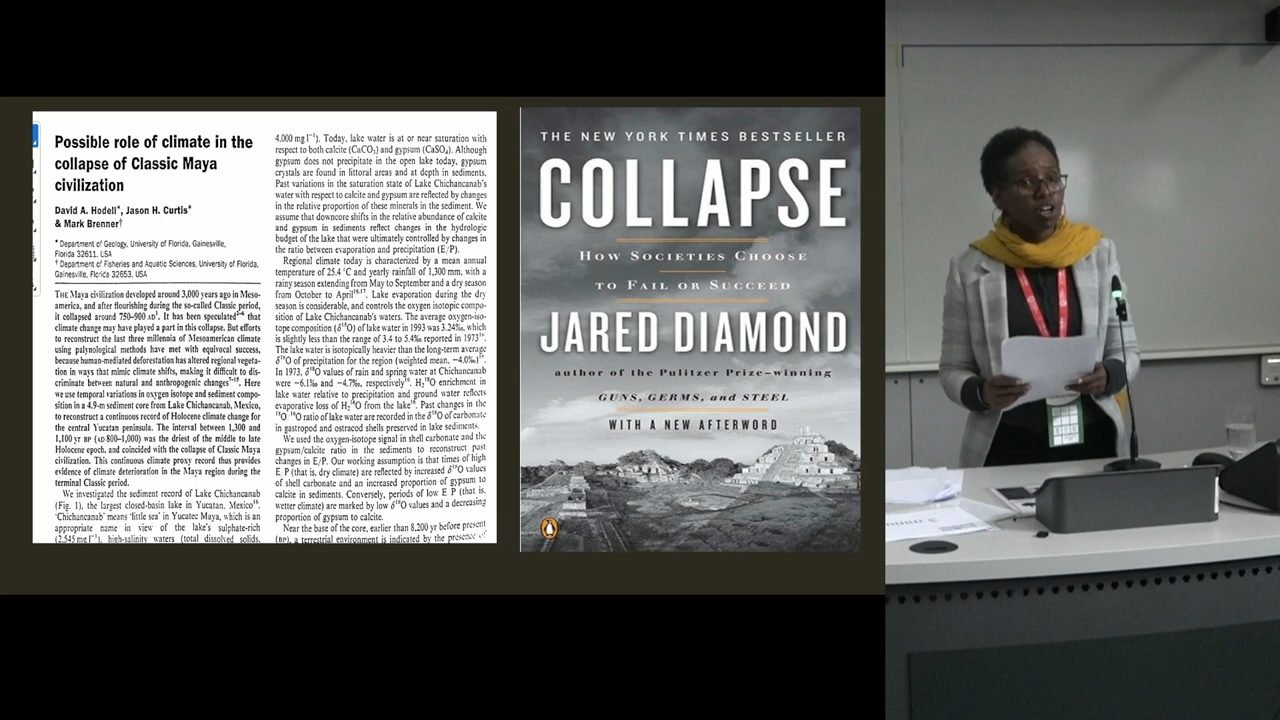 Possible role of climate in the
collapse of Classic Maya
civilization
David A. Hodell*, Jason H. Curtis*
& Mark Brenner†
* Department of Geology, University of Florida, Gainesville,
Florida 32611, USA
† Department of Fisheries and Aquatic Sciences, University of Florida,
Gainesville, Florida 32653, USA
THE Maya civilization developed around 3,000 years ago in Meso-
america, and after flourishing during the so-called Classic period,
it collapsed around 750–900 AD¹. It has been speculated²⁻⁶ that
climate change may have played a part in this collapse. But efforts
to reconstruct the last three millennia of Mesoamerican climate
using palynological methods have met with equivocal success,
because human-mediated deforestation has altered regional vegeta-
tion in ways that mimic climate shifts, making it difficult to dis-
criminate between natural and anthropogenic changes⁷⁻¹⁵. Here
we use temporal variations in oxygen isotope and sediment compo-
sition in a 4.9-m sediment core from Lake Chichancanab, Mexico,
to reconstruct a continuous record of Holocene climate change for
the central Yucatan peninsula. The interval between 1,300 and
1,100 yr BP (AD 800–1,000) was the driest of the middle to late
Holocene epoch, and coincided with the collapse of Classic Maya
civilization. This continuous climate proxy record thus provides
evidence of climate deterioration in the Maya region during the
terminal Classic period.
We investigated the sediment record of Lake Chichancanab
(Fig. 1), the largest closed-basin lake in Yucatan, Mexico¹⁶.
'Chichancanab' means 'little sea' in Yucatec Maya, which is an
appropriate name in view of the lake's sulphate-rich
(2,545 mg l⁻¹), high-salinity waters (total dissolved solids,
4,000 mg l⁻¹). Today, lake water is at or near saturation with
respect to both calcite (CaCO₃) and gypsum (CaSO₄). Although
gypsum does not precipitate in the open lake today, gypsum
crystals are found in littoral areas and at depth in sediments.
Past variations in the saturation state of Lake Chichancanab's
water with respect to calcite and gypsum are reflected by changes
in the relative proportion of these minerals in the sediment. We
assume that downcore shifts in the relative abundance of calcite
and gypsum in sediments reflect changes in the hydrologic
budget of the lake that were ultimately controlled by changes in
the ratio between evaporation and precipitation (E/P).
Regional climate today is characterized by a mean annual
temperature of 25.4 °C and yearly rainfall of 1,300 mm, with a
rainy season extending from May to September and a dry season
from October to April¹⁶,¹⁷. Lake evaporation during the dry
season is considerable, and controls the oxygen isotopic compo-
sition of Lake Chichancanab's waters. The average oxygen-iso-
tope composition (δ¹⁸O) of lake water in 1993 was 3.24‰, which
is slightly less than the range of 3.4 to 5.4‰ reported in 1973¹⁶.
The lake water is isotopically heavier than the long-term average
δ¹⁸O of precipitation for the region (weighted mean, −4.0‰)
In 1973, δ¹⁸O values of rain and spring water at Chichancanab
were −6.1‰ and −4.7‰, respectively¹⁶. H₂¹⁸O enrichment in
lake water relative to precipitation and ground water reflects
evaporative loss of H₂¹⁶O from the lake. Past changes in the
¹⁸O/¹⁶O ratio of lake water are recorded in the δ¹⁸O of carbonate
in gastropod and ostracod shells preserved in lake sediments.
We used the oxygen-isotope signal in shell carbonate and the
gypsum/calcite ratio in the sediments to reconstruct past
changes in E/P. Our working assumption is that times of high
E P (that is, dry climate) are reflected by increased δ¹⁸O values
of shell carbonate and an increased proportion of gypsum to
calcite in sediments. Conversely, periods of low E P (that is,
wetter climate) are marked by low δ¹⁸O values and a decreasing
proportion of gypsum to calcite.
Near the base of the core, earlier than 8,200 yr before present
(BP), a terrestrial environment is indicated by the presence of
THE NEW YORK TIMES BESTSELLER
COLLAPSE
HOW SOCIETIES CHOOSE
TO FAIL OR SUCCEED
JARED DIAMOND
author of the Pulitzer Prize–winning
GUNS, GERMS, and STEEL
WITH A NEW AFTERWORD